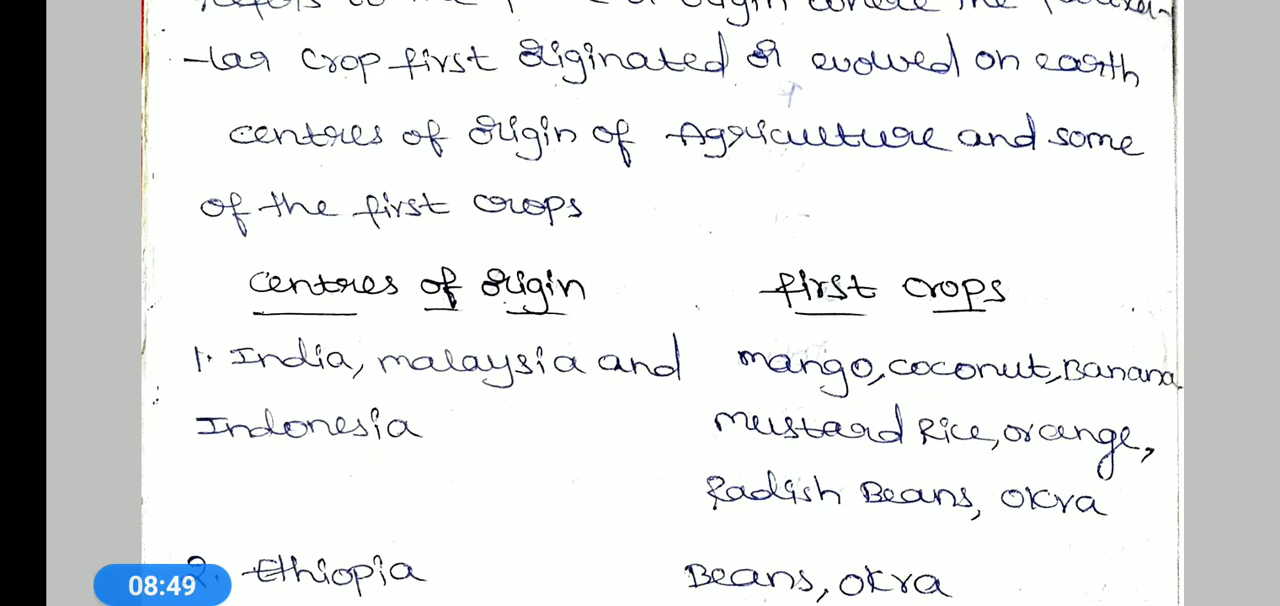 -lar crop first originated or evolved on earth
centres of origin of Agriculture and some
of the first crops
centres of origin first crops
1. India, malaysia and mango, coconut, Banana
Indonesia mustard Rice, orange,
Radish Beans, okra
2. Ethiopia Beans, okra
08:49